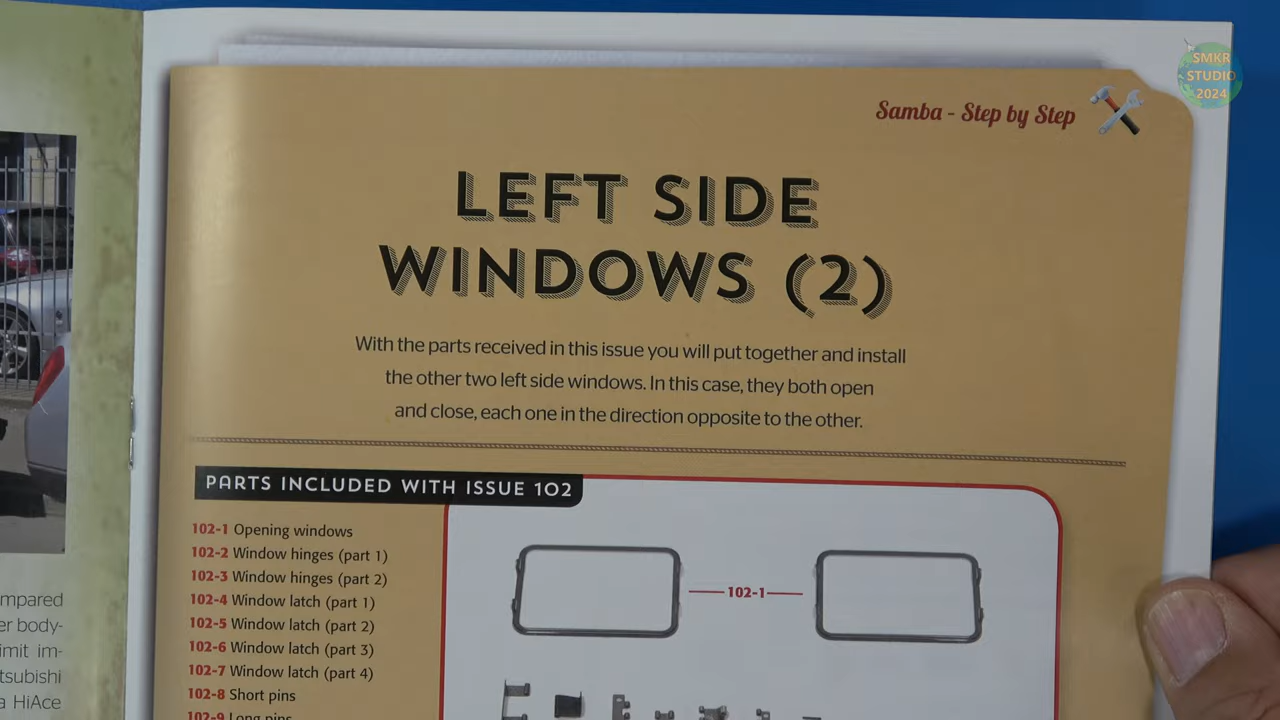 SMKR
STUDIO
2024
Samba - Step by Step
LEFT SIDE
WINDOWS (2)
With the parts received in this issue you will put together and install
the other two left side windows. In this case, they both open
and close, each one in the direction opposite to the other.
PARTS INCLUDED WITH ISSUE 102
102-1 Opening windows
102-2 Window hinges (part 1)
102-3 Window hinges (part 2)
102-4 Window latch (part 1)
102-5 Window latch (part 2)
102-6 Window latch (part 3)
102-7 Window latch (part 4)
102-8 Short pins
102-9 Long pins
102-1
mpared
er body-
imit im-
tsubishi
a HiAce